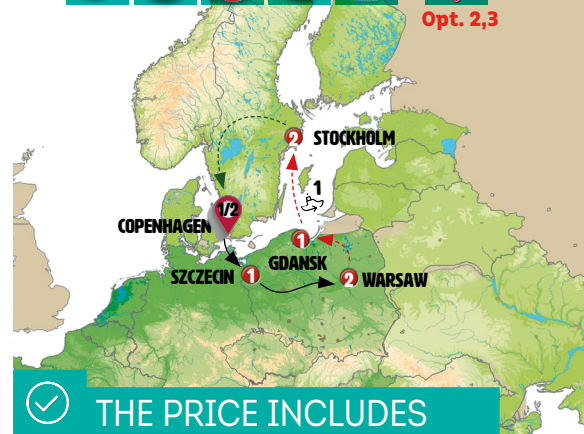 Opt. 2,3
2 STOCKHOLM
1
1/2
COPENHAGEN
1
GDANSK
SZCZECIN 1
2 WARSAW
THE PRICE INCLUDES